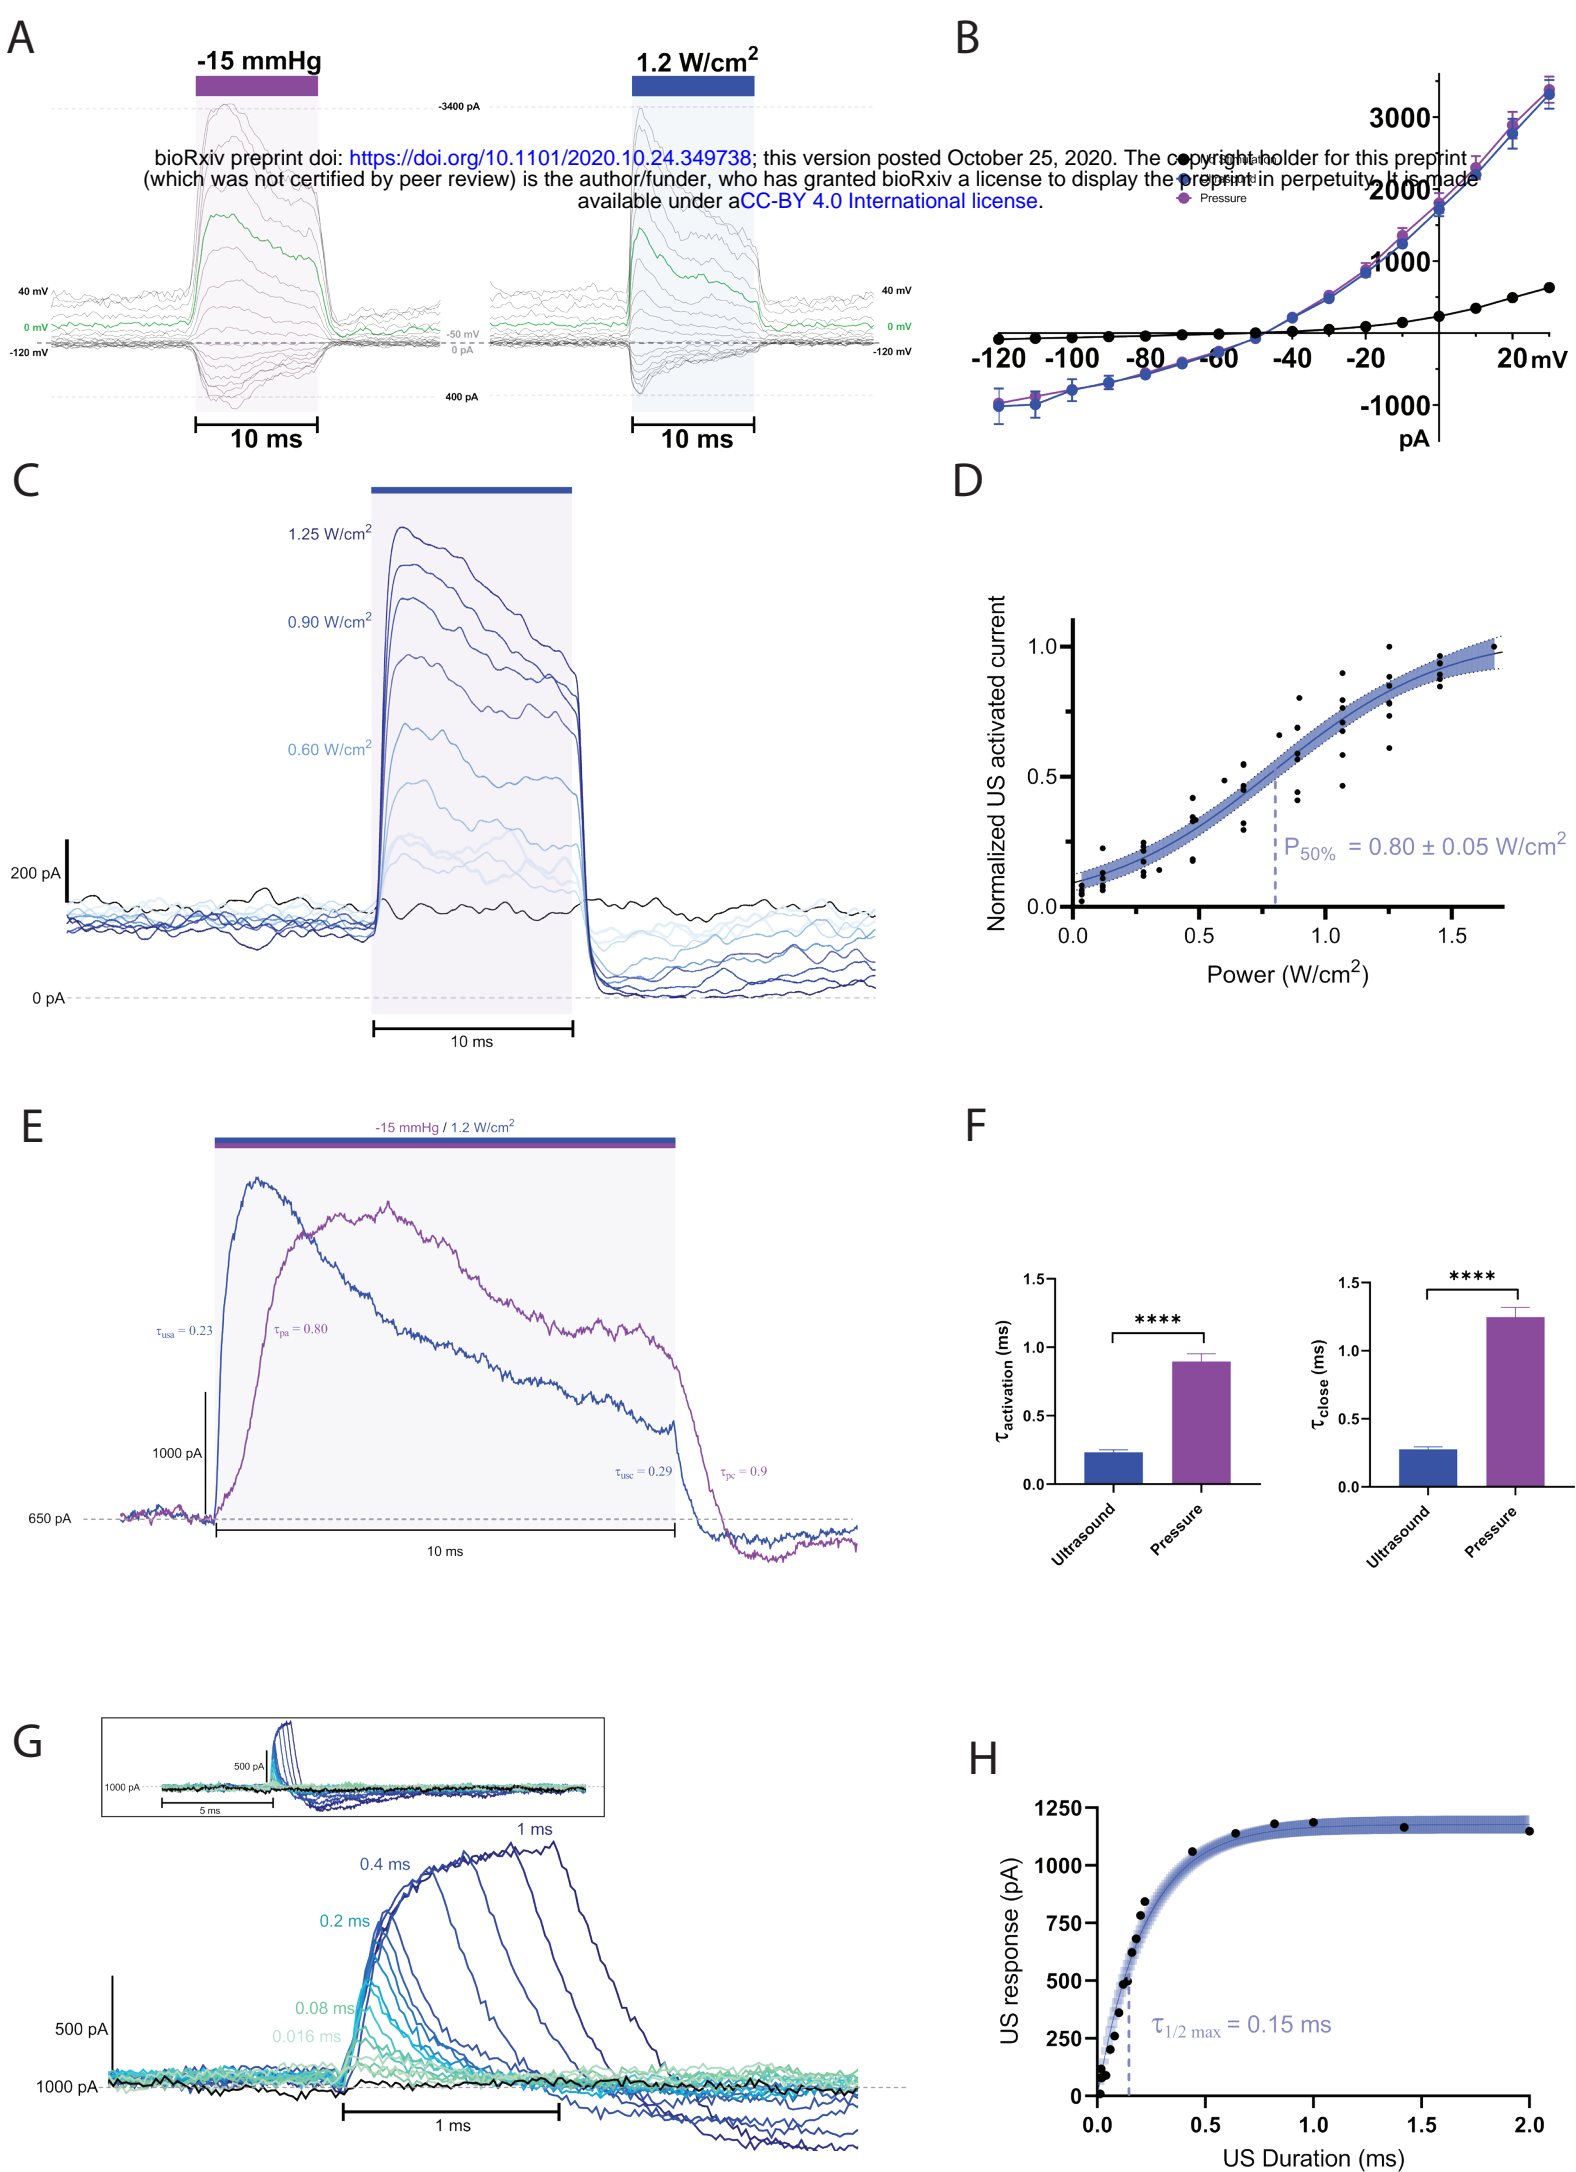 A
B
-15 mmHg
1.2 W/cm2
-3400 pA
bioRxiv preprint doi: https://doi.org/10.1101/2020.10.24.349738; this version posted October 25, 2020. The copyright holder for this preprint
(which was not certified by peer review) is the author/funder, who has granted bioRxiv a license to display the preprint in perpetuity. It is made
available under aCC-BY 4.0 International license.
Pressure
3000
2000
1000
-1000
pA
-120
-100
-80
-60
-40
-20
20 mV
40 mV
0 mV
-120 mV
-50 mV
0 pA
400 pA
40 mV
0 mV
-120 mV
10 ms
10 ms
C
D
1.25 W/cm2
0.90 W/cm2
0.60 W/cm2
200 pA
0 pA
10 ms
Normalized US activated current
1.0
0.5
0.0
P50% = 0.80 ± 0.05 W/cm2
0.0
0.5
1.0
1.5
Power (W/cm2)
E
F
-15 mmHg / 1.2 W/cm2
τusa = 0.23
τpa = 0.80
1000 pA
τusc = 0.29
τpc = 0.9
650 pA
10 ms
τactivation (ms)
1.5
1.0
0.5
0.0
****
Ultrasound
Pressure
τclose (ms)
1.5
1.0
0.5
0.0
****
Ultrasound
Pressure
G
H
500 pA
1000 pA
5 ms
1 ms
0.4 ms
0.2 ms
0.08 ms
0.016 ms
500 pA
1000 pA
1 ms
US response (pA)
1250
1000
750
500
250
0
τ1/2 max = 0.15 ms
0.0
0.5
1.0
1.5
2.0
US Duration (ms)